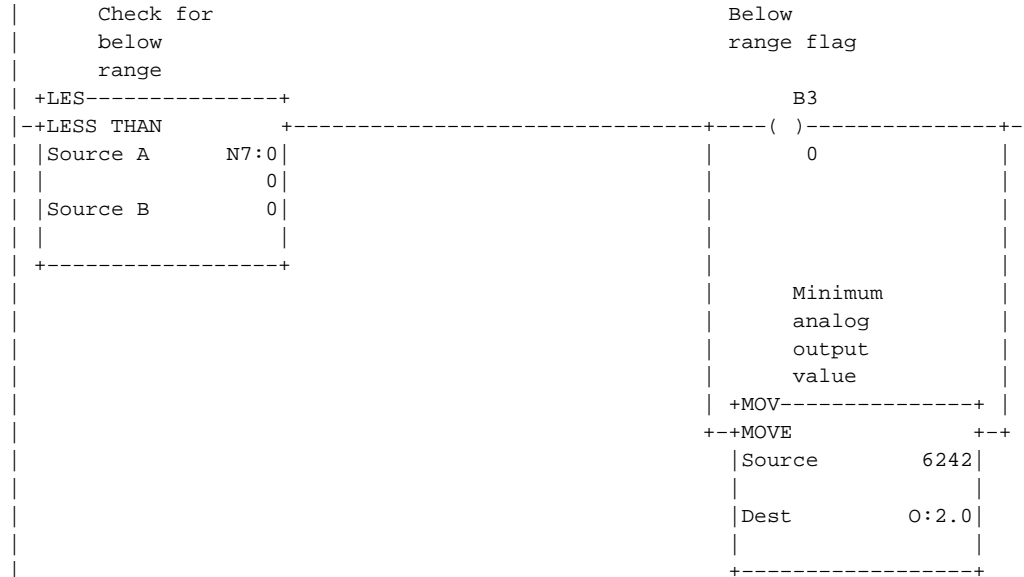 |      Check for                                        Below
|      below                                            range flag
|      range
| +LES---------------+                                       B3
|-+LESS THAN         +--------------------------------+----( )---------------+-
| |Source A      N7:0|                                |       0              |
| |                 0|                                |                      |
| |Source B         0|                                |                      |
| |                  |                                |                      |
| +------------------+                                |                      |
|                                                     |      Minimum         |
|                                                     |      analog          |
|                                                     |      output          |
|                                                     |      value           |
|                                                     | +MOV---------------+ |
|                                                     +-+MOVE              +-+
|                                                       |Source        6242|
|                                                       |                  |
|                                                       |Dest         O:2.0|
|                                                       |                  |
|                                                       +------------------+